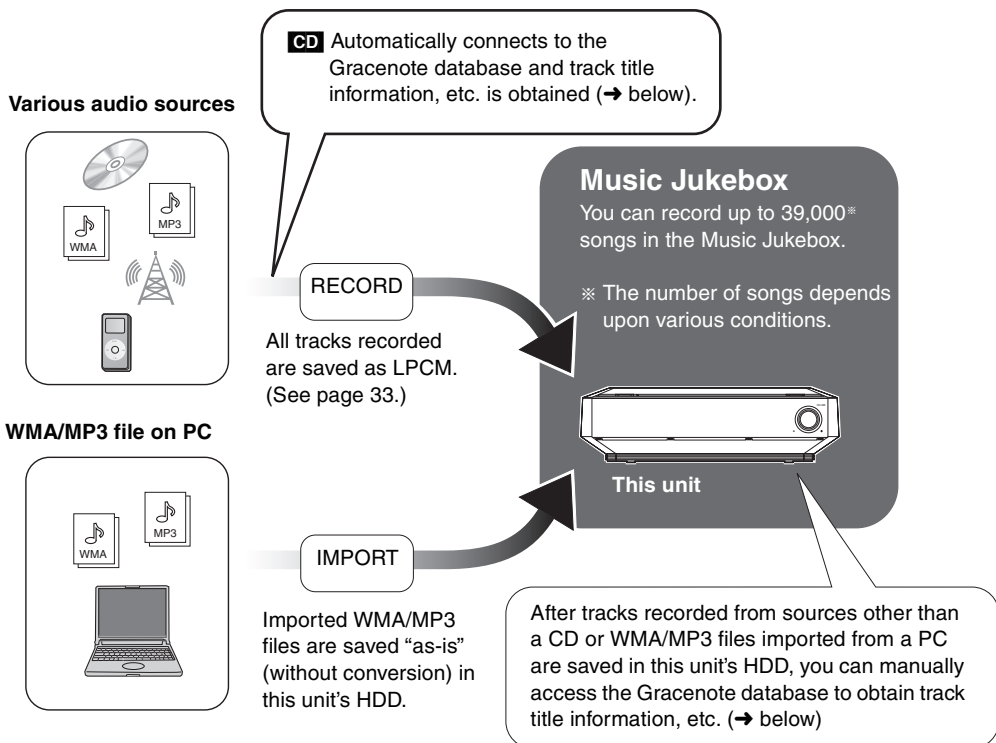 CD Automatically connects to the
Gracenote database and track title
information, etc. is obtained (➜ below).
Various audio sources
WMA
MP3
RECORD
All tracks recorded
are saved as LPCM.
(See page 33.)
Music Jukebox
You can record up to 39,000※
songs in the Music Jukebox.
※ The number of songs depends
upon various conditions.
This unit
WMA/MP3 file on PC
WMA
MP3
IMPORT
Imported WMA/MP3
files are saved “as-is”
(without conversion) in
this unit’s HDD.
After tracks recorded from sources other than
a CD or WMA/MP3 files imported from a PC
are saved in this unit’s HDD, you can manually
access the Gracenote database to obtain track
title information, etc. (➜ below)